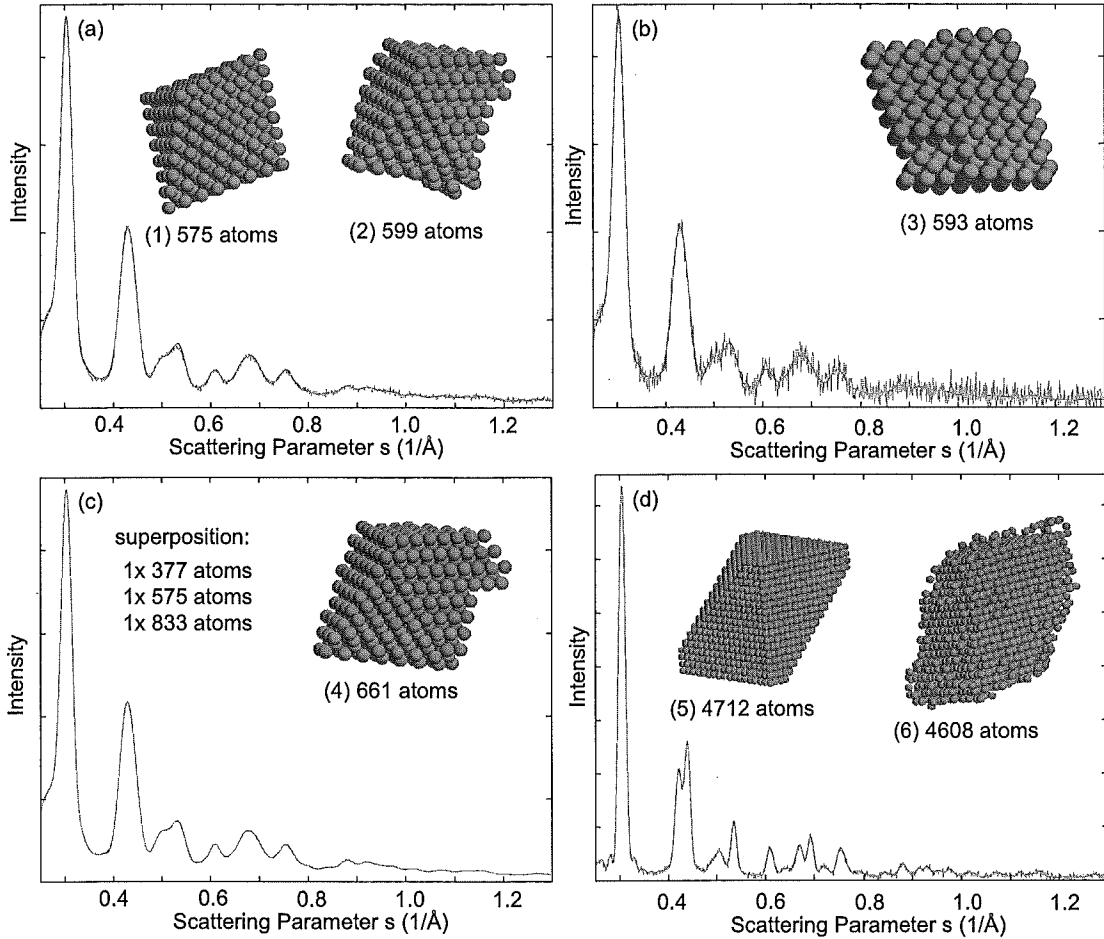 (a)
(1) 575 atoms
(2) 599 atoms
Intensity
0.4 0.6 0.8 1.0 1.2
Scattering Parameter s (1/Å)
(b)
(3) 593 atoms
Intensity
0.4 0.6 0.8 1.0 1.2
Scattering Parameter s (1/Å)
(c)
superposition:
1x 377 atoms
1x 575 atoms
1x 833 atoms
(4) 661 atoms
Intensity
0.4 0.6 0.8 1.0 1.2
Scattering Parameter s (1/Å)
(d)
(5) 4712 atoms
(6) 4608 atoms
Intensity
0.4 0.6 0.8 1.0 1.2
Scattering Parameter s (1/Å)